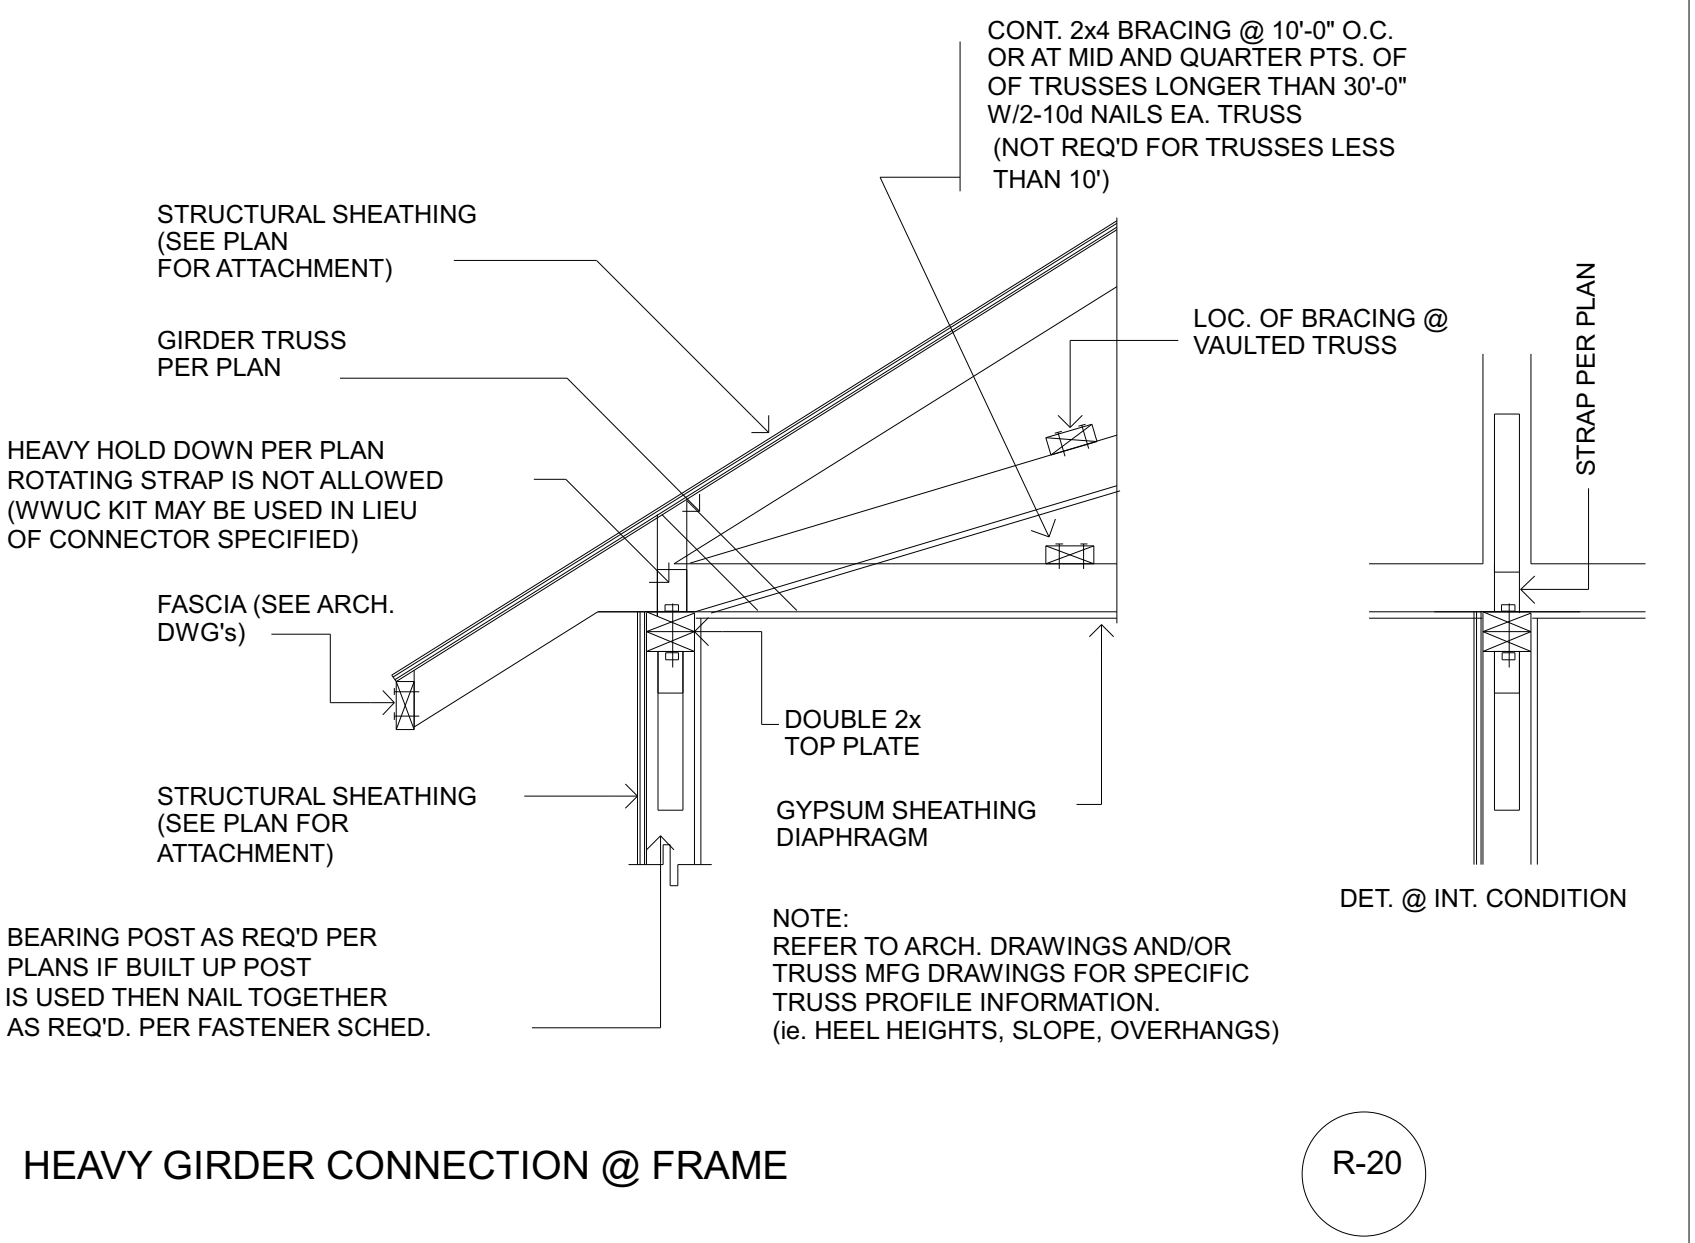 CONT. 2x4 BRACING @ 10'-0" O.C.
OR AT MID AND QUARTER PTS. OF
OF TRUSSES LONGER THAN 30'-0"
W/2-10d NAILS EA. TRUSS
(NOT REQ'D FOR TRUSSES LESS
THAN 10')
STRUCTURAL SHEATHING
(SEE PLAN
FOR ATTACHMENT)
GIRDER TRUSS
PER PLAN
LOC. OF BRACING @
VAULTED TRUSS
STRAP PER PLAN
HEAVY HOLD DOWN PER PLAN
ROTATING STRAP IS NOT ALLOWED
(WWUC KIT MAY BE USED IN LIEU
OF CONNECTOR SPECIFIED)
FASCIA (SEE ARCH.
DWG's)
DOUBLE 2x
TOP PLATE
STRUCTURAL SHEATHING
(SEE PLAN FOR
ATTACHMENT)
GYPSUM SHEATHING
DIAPHRAGM
DET. @ INT. CONDITION
BEARING POST AS REQ'D PER
PLANS IF BUILT UP POST
IS USED THEN NAIL TOGETHER
AS REQ'D. PER FASTENER SCHED.
NOTE:
REFER TO ARCH. DRAWINGS AND/OR
TRUSS MFG DRAWINGS FOR SPECIFIC
TRUSS PROFILE INFORMATION.
(ie. HEEL HEIGHTS, SLOPE, OVERHANGS)
HEAVY GIRDER CONNECTION @ FRAME
R-20